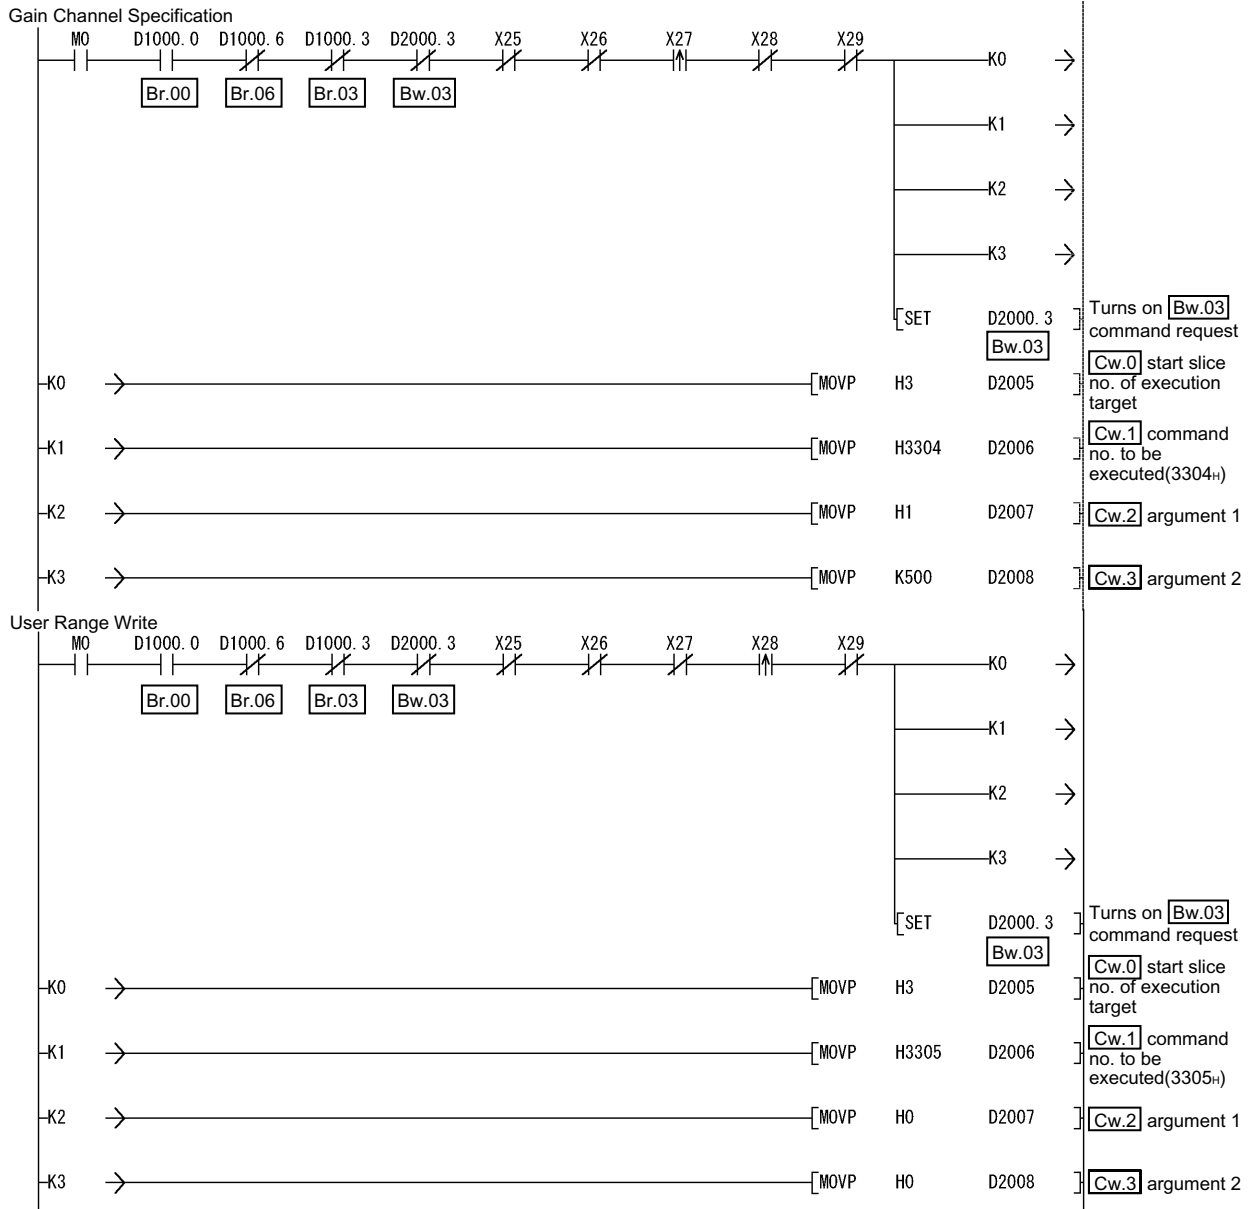 Gain Channel Specification
M0 D1000. 0 D1000. 6 D1000. 3 D2000. 3 X25 X26 X27 X28 X29
K0
Br.00 Br.06 Br.03 Bw.03
K1
K2
K3
SET D2000. 3
Bw.03
Turns on Bw.03
command request
K0 MOVP H3 D2005
Cw.0 start slice
no. of execution
target
K1 MOVP H3304 D2006
Cw.1 command
no. to be
executed(3304H)
K2 MOVP H1 D2007 Cw.2 argument 1
K3 MOVP K500 D2008 Cw.3 argument 2
User Range Write
M0 D1000. 0 D1000. 6 D1000. 3 D2000. 3 X25 X26 X27 X28 X29
K0
Br.00 Br.06 Br.03 Bw.03
K1
K2
K3
SET D2000. 3
Bw.03
Turns on Bw.03
command request
K0 MOVP H3 D2005
Cw.0 start slice
no. of execution
target
K1 MOVP H3305 D2006
Cw.1 command
no. to be
executed(3305H)
K2 MOVP H0 D2007 Cw.2 argument 1
K3 MOVP H0 D2008 Cw.3 argument 2